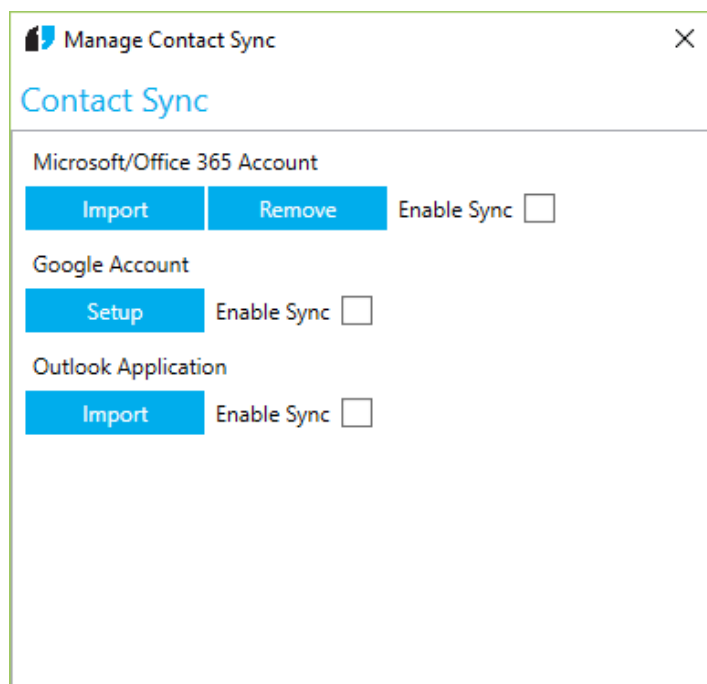 Manage Contact Sync
Contact Sync
Microsoft/Office 365 Account
Import Remove Enable Sync
Google Account
Setup Enable Sync
Outlook Application
Import Enable Sync